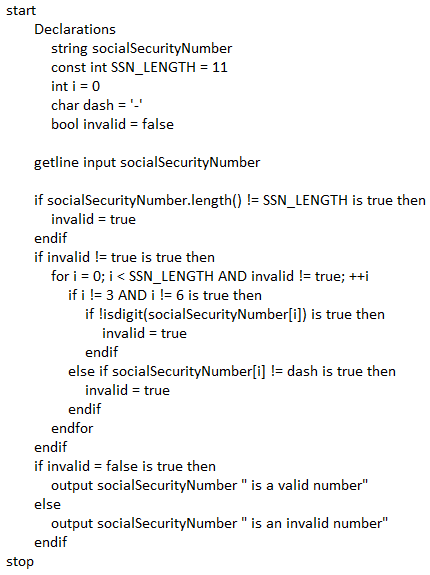 start
Declarations
string socialSecurityNumber
const int SSN_LENGTH = 11
int i = 0
char dash = '-'
bool invalid = false
getline input socialSecurityNumber
if socialSecurityNumber.length() != SSN_LENGTH is true then
invalid = true
endif
if invalid != true is true then
for i = 0; i < SSN_LENGTH AND invalid != true; ++i
if i != 3 AND i != 6 is true then
if !isdigit(socialSecurityNumber[i]) is true then
invalid = true
endif
else if socialSecurityNumber[i] != dash is true then
invalid = true
endif
endfor
endif
if invalid = false is true then
output socialSecurityNumber " is a valid number"
else
output socialSecurityNumber " is an invalid number"
endif
stop